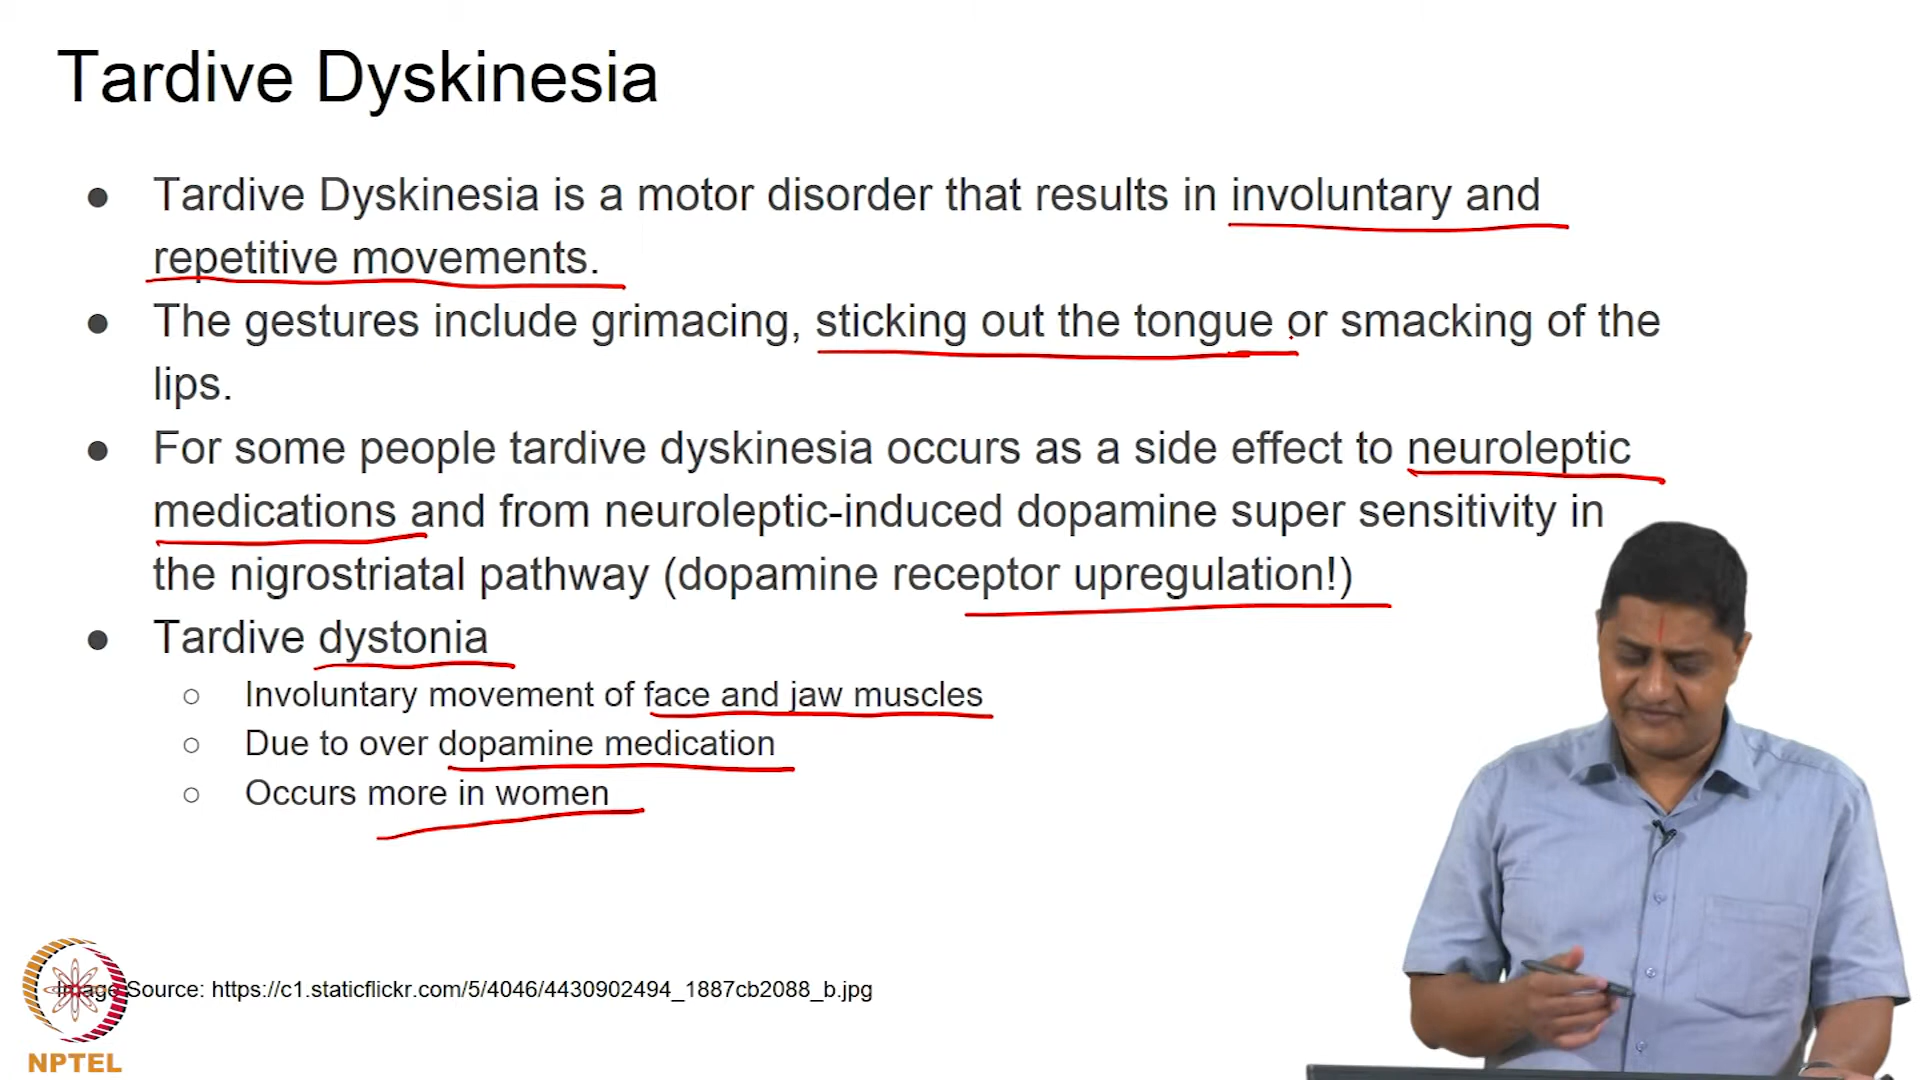 Tardive Dyskinesia
● Tardive Dyskinesia is a motor disorder that results in involuntary and
repetitive movements.
● The gestures include grimacing, sticking out the tongue or smacking of the
lips.
● For some people tardive dyskinesia occurs as a side effect to neuroleptic
medications and from neuroleptic-induced dopamine super sensitivity in
the nigrostriatal pathway (dopamine receptor upregulation!)
● Tardive dystonia
○ Involuntary movement of face and jaw muscles
○ Due to over dopamine medication
○ Occurs more in women
Image Source: https://c1.staticflickr.com/5/4046/4430902494_1887cb2088_b.jpg
NPTEL